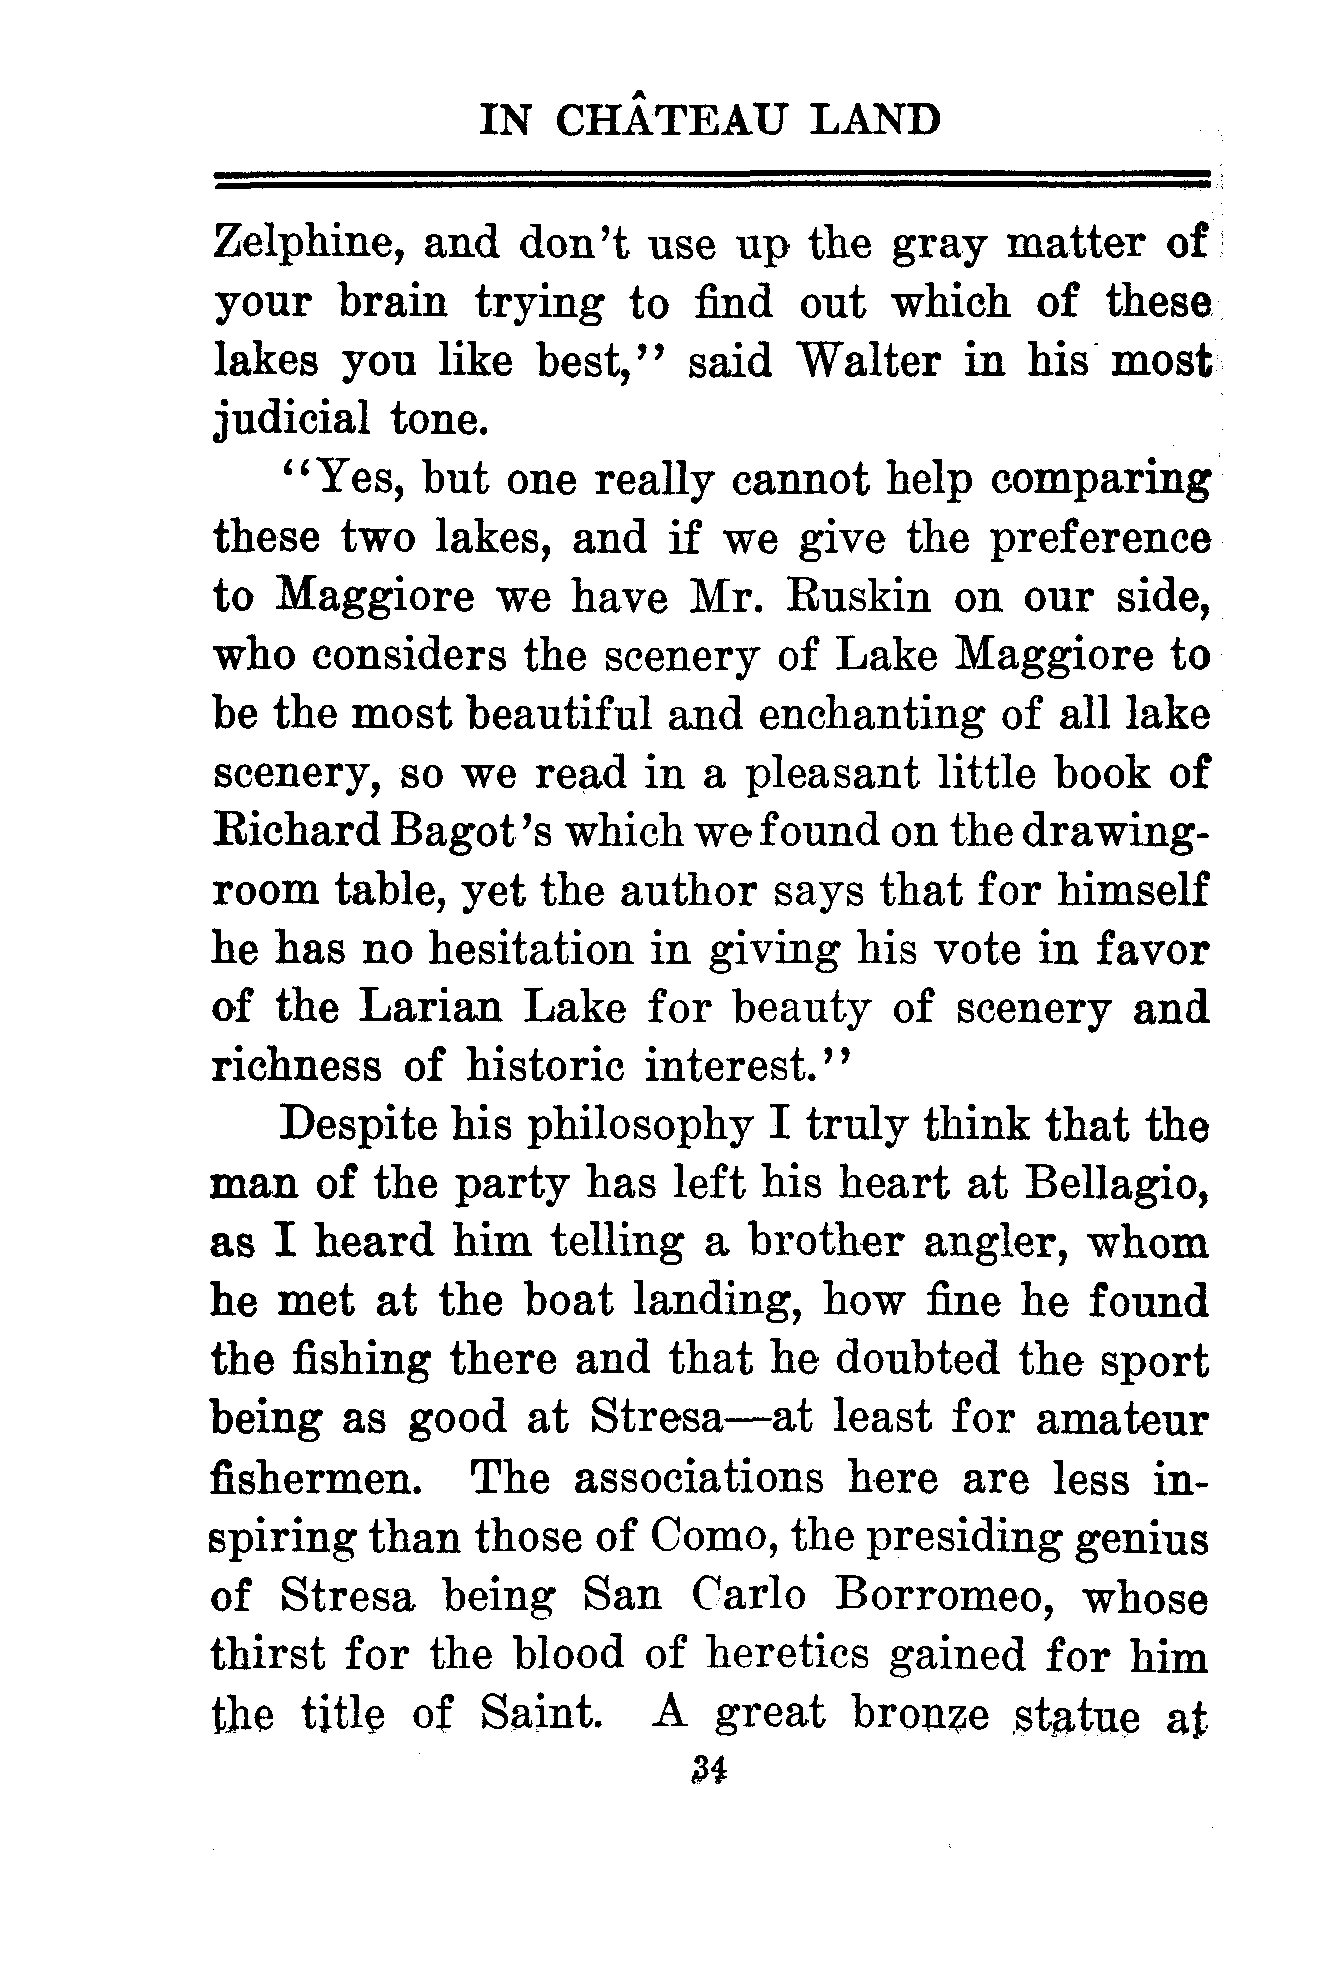 IN CHÂTEAU LAND
Zelphine, and don't use up the gray matter of
your brain trying to find out which of these
lakes you like best,'' said Walter in his most
judicial tone.
''Yes, but one really cannot help comparing
these two lakes, and if we give the preference
to Maggiore we have Mr. Ruskin on our side,
who considers the scenery of Lake Maggiore to
be the most beautiful and enchanting of all lake
scenery, so we read in a pleasant little book of
Richard Bagot's which we found on the drawing-
room table, yet the author says that for himself
he has no hesitation in giving his vote in favor
of the Larian Lake for beauty of scenery and
richness of historic interest.''
Despite his philosophy I truly think that the
man of the party has left his heart at Bellagio,
as I heard him telling a brother angler, whom
he met at the boat landing, how fine he found
the fishing there and that he doubted the sport
being as good at Stresa—at least for amateur
fishermen. The associations here are less in-
spiring than those of Como, the presiding genius
of Stresa being San Carlo Borromeo, whose
thirst for the blood of heretics gained for him
the title of Saint. A great bronze statue at
34